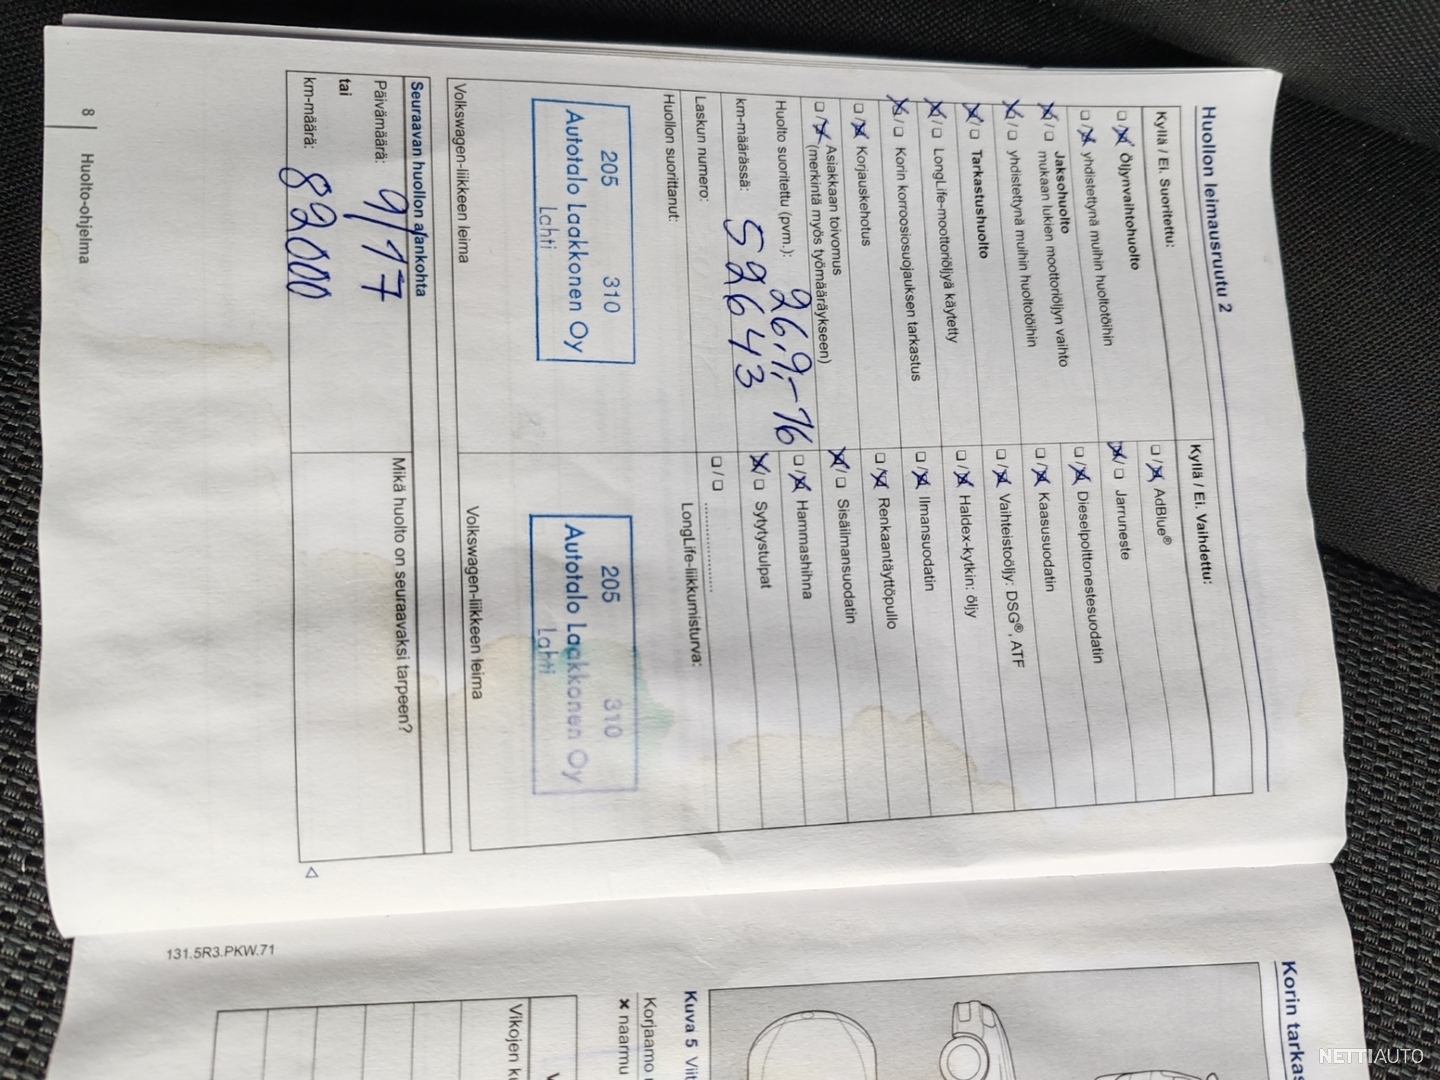 Huollon leimausruutu 2
Kyllä / Ei. Suoritettu:
Öljynvaihtohuolto
yhdistettynä muihin huoltotöihin
Jaksohuolto
mukaan lukien moottoriöljyn vaihto
yhdistettynä muihin huoltotöihin
Tarkastushuolto
LongLife-moottoriöljyä käytetty
Korin korroosiosuojauksen tarkastus
Korjauskehotus
Asiakkaan toivomus
(merkintä myös työmääräykseen)
Huolto suoritettu (pvm.): 26.9.-16
km-määrässä: 52643
Laskun numero:
Huollon suorittanut:
205 310
Autotalo Laakkonen Oy
Lahti
Volkswagen-liikkeen leima
Kyllä / Ei. Vaihdettu:
AdBlue®
Jarruneste
Dieselpolttonestesuodatin
Kaasusuodatin
Vaihteistoöljy: DSG®, ATF
Haldex-kytkin: öljy
Ilmansuodatin
Renkaantäyttöpullo
Sisäilmansuodatin
Hammashihna
Sytytystulpat
LongLife-liikkumisturva:
205 310
Autotalo Laakkonen Oy
Lahti
Volkswagen-liikkeen leima
Seuraavan huollon ajankohta
Päivämäärä: 9/17
tai
km-määrä: 82000
Mikä huolto on seuraavaksi tarpeen?
8 Huolto-ohjelma
131.5R3.PKW.71
Korin tarkas
Kuva 5 Viit
Korjaamo
x naarmu
Vikojen
NETTIAUTO